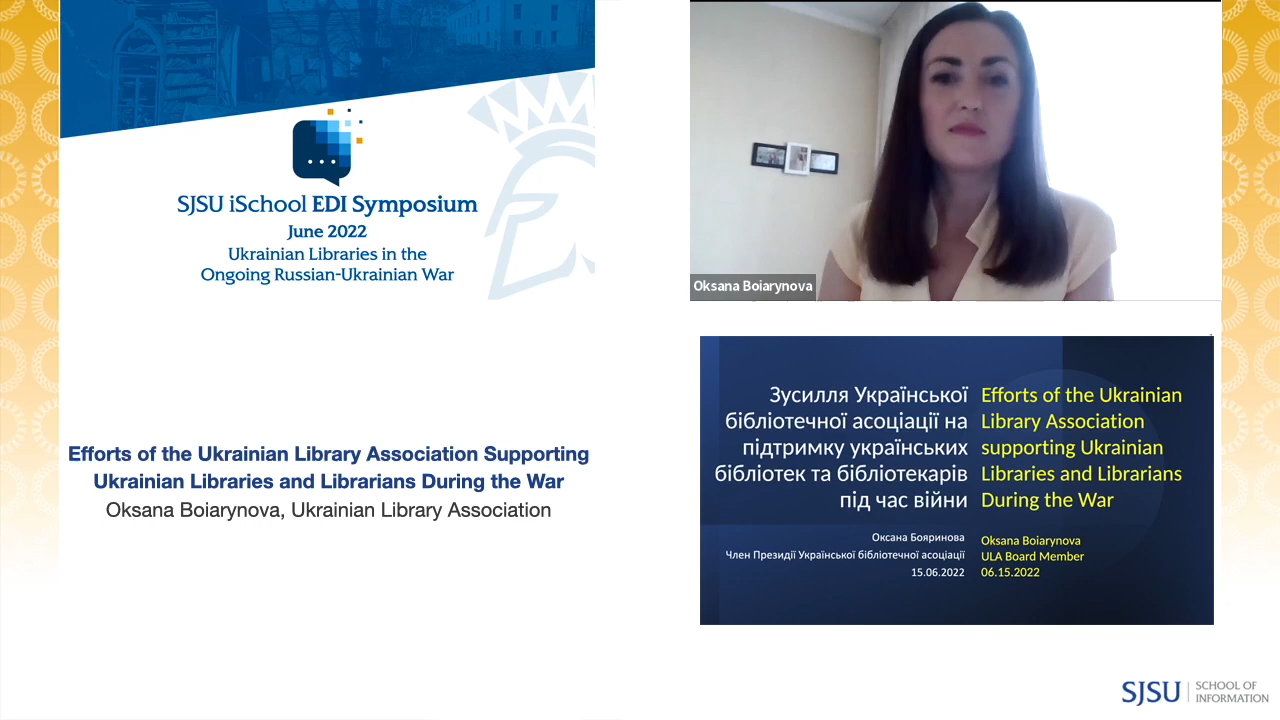 SJSU iSchool EDI Symposium
June 2022
Ukrainian Libraries in the
Ongoing Russian-Ukrainian War
Efforts of the Ukrainian Library Association Supporting
Ukrainian Libraries and Librarians During the War
Oksana Boiarynova, Ukrainian Library Association
Oksana Boiarynova
Зусилля Української
бібліотечної асоціації на
підтримку українських
бібліотек та бібліотекарів
під час війни
Оксана Бояринова
Член Президії Української бібліотечної асоціації
15.06.2022
Efforts of the Ukrainian
Library Association
supporting Ukrainian
Libraries and Librarians
During the War
Oksana Boiarynova
ULA Board Member
06.15.2022
SJSU
SCHOOL OF
INFORMATION